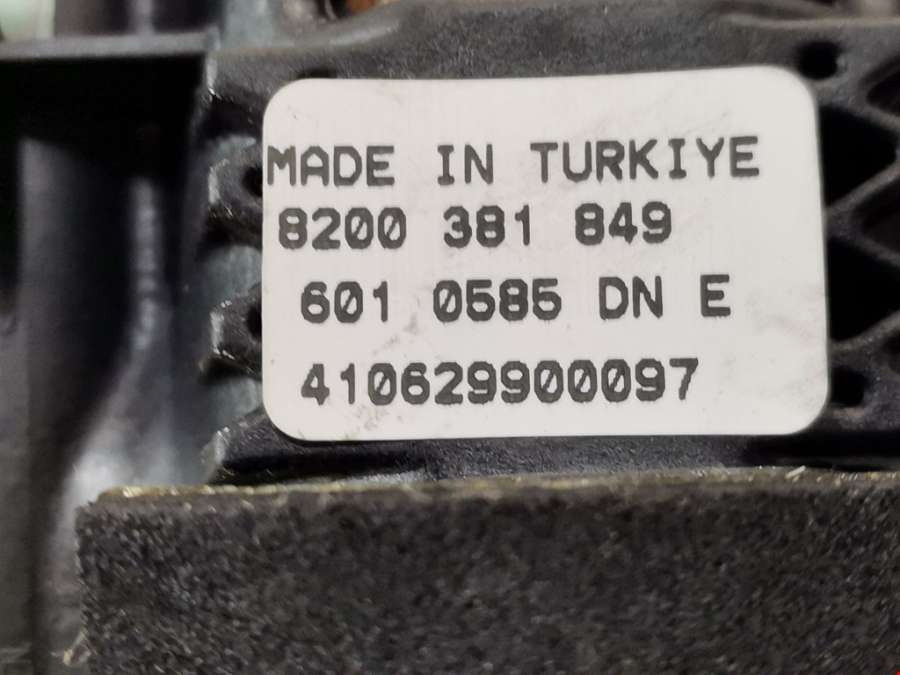 MADE IN TURKIYE
8200 381 849
601 0585 DN E
410629900097